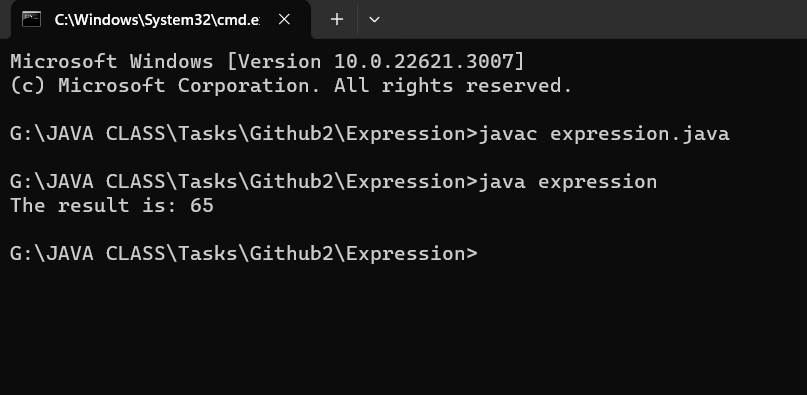 C:\Windows\System32\cmd.e
Microsoft Windows [Version 10.0.22621.3007]
(c) Microsoft Corporation. All rights reserved.
G:\JAVA CLASS\Tasks\Github2\Expression>javac expression.java
G:\JAVA CLASS\Tasks\Github2\Expression>java expression
The result is: 65
G:\JAVA CLASS\Tasks\Github2\Expression>